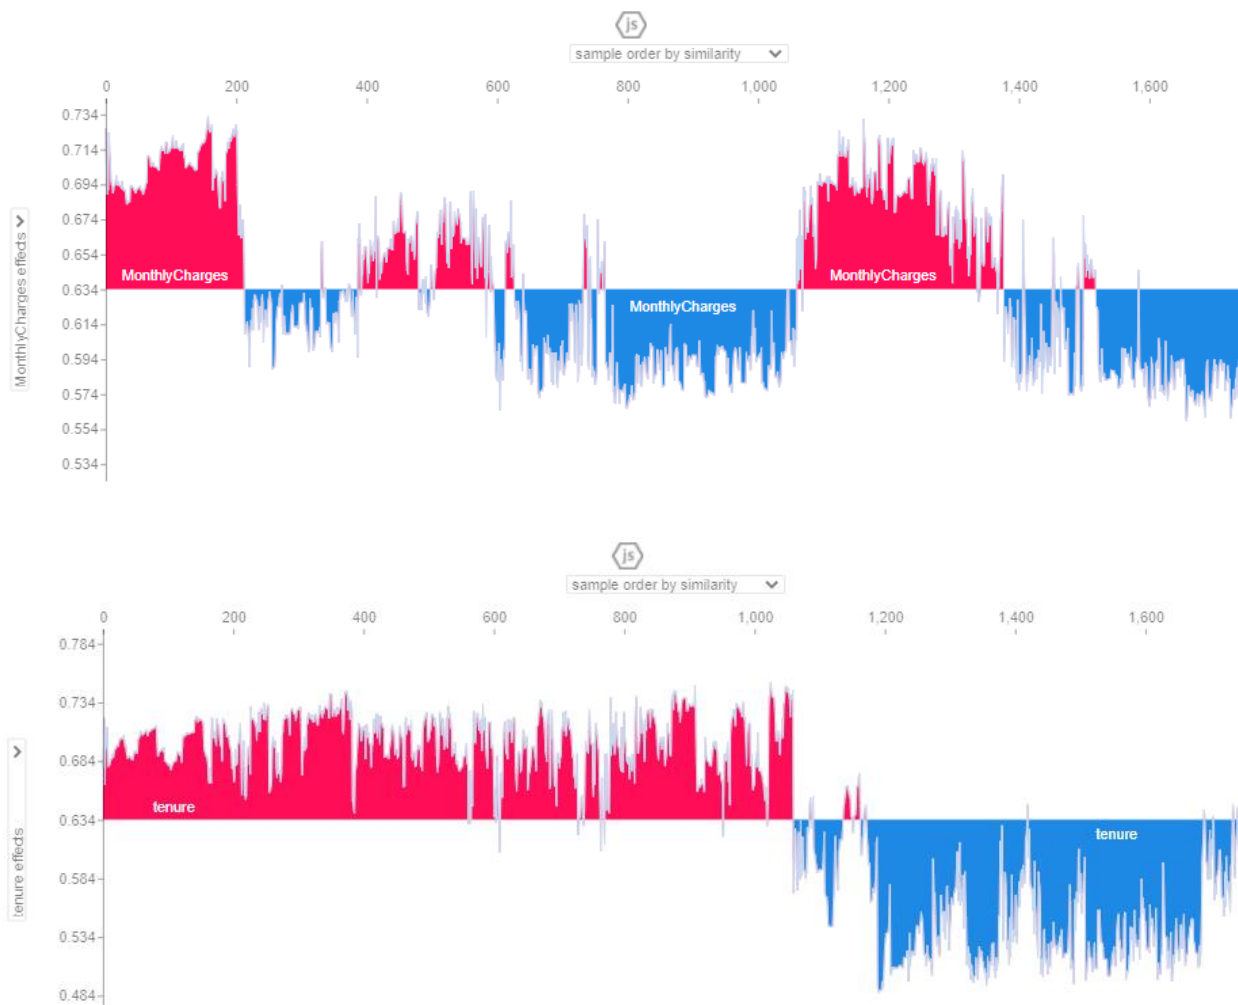 js
sample order by similarity
0 200 400 600 800 1,000 1,200 1,400 1,600
0.734
0.714
0.694
0.674
0.654
0.634
0.614
0.594
0.574
0.554
0.534
MonthlyCharges effects
MonthlyCharges
MonthlyCharges
MonthlyCharges
js
sample order by similarity
0 200 400 600 800 1,000 1,200 1,400 1,600
0.784
0.734
0.684
0.634
0.584
0.534
0.484
tenure effects
tenure
tenure